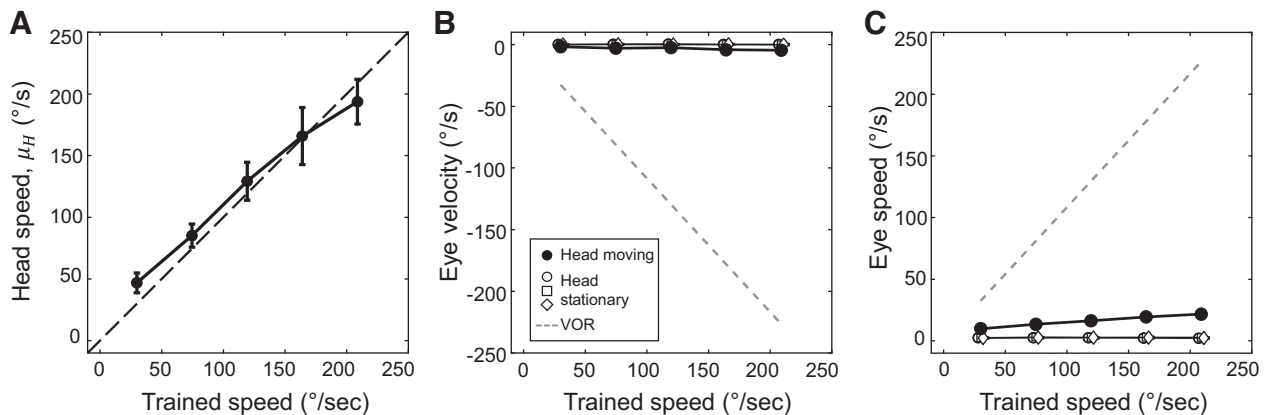 A
Head speed, μH (°/s)
250
200
150
100
50
0
0 50 100 150 200 250
Trained speed (°/sec)
B
Eye velocity (°/s)
0
-50
-100
-150
-200
-250
Head moving
Head
stationary
VOR
0 50 100 150 200 250
Trained speed (°/sec)
C
Eye speed (°/s)
250
200
150
100
50
0
0 50 100 150 200 250
Trained speed (°/sec)